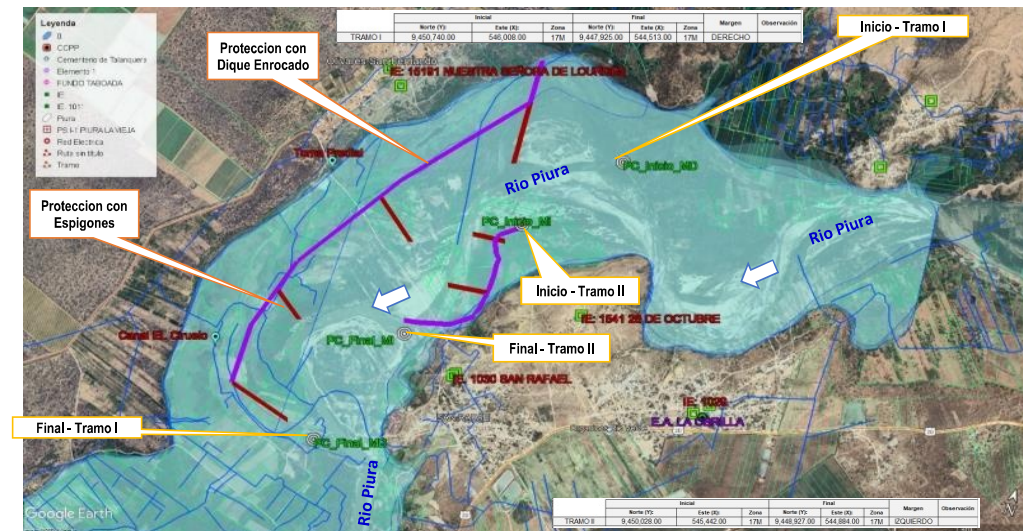 Leyenda
B
CCPP
Cementerio de Talanquera
Elemento 1
FUNDO TABOADA
IE
IE. 101
Piura
PS I-1 PIURA LA VIEJA
Red Electrica
Ruta sin título
Tramo
Inicial
Final
Margen
Observación
Norte (Y):
Este (X):
Zona
Norte (Y):
Este (X):
Zona
TRAMO I
9,450,740.00
546,008.00
17M
9,447,925.00
544,513.00
17M
DERECHO
Inicio - Tramo I
Proteccion con
Dique Enrocado
IE: 15191 NUESTRA SEÑORA DE LOURDES
Rio Piura
PC_Inicio_MD
Proteccion con
Espigones
PC_Inicio_MI
Rio Piura
Inicio - Tramo II
IE: 1541 28 DE OCTUBRE
Canal EL Ciruelo
PC_Final_MI
Final - Tramo II
IE. 1030 SAN RAFAEL
IE: 1029
Final - Tramo I
Rio Piura
Google Earth
N
Inicial
Final
Margen
Observación
Norte (Y):
Este (X):
Zona
Norte (Y):
Este (X):
Zona
TRAMO II
9,450,028.00
545,442.00
17M
9,448,927.00
544,884.00
17M
IZQUIERDO